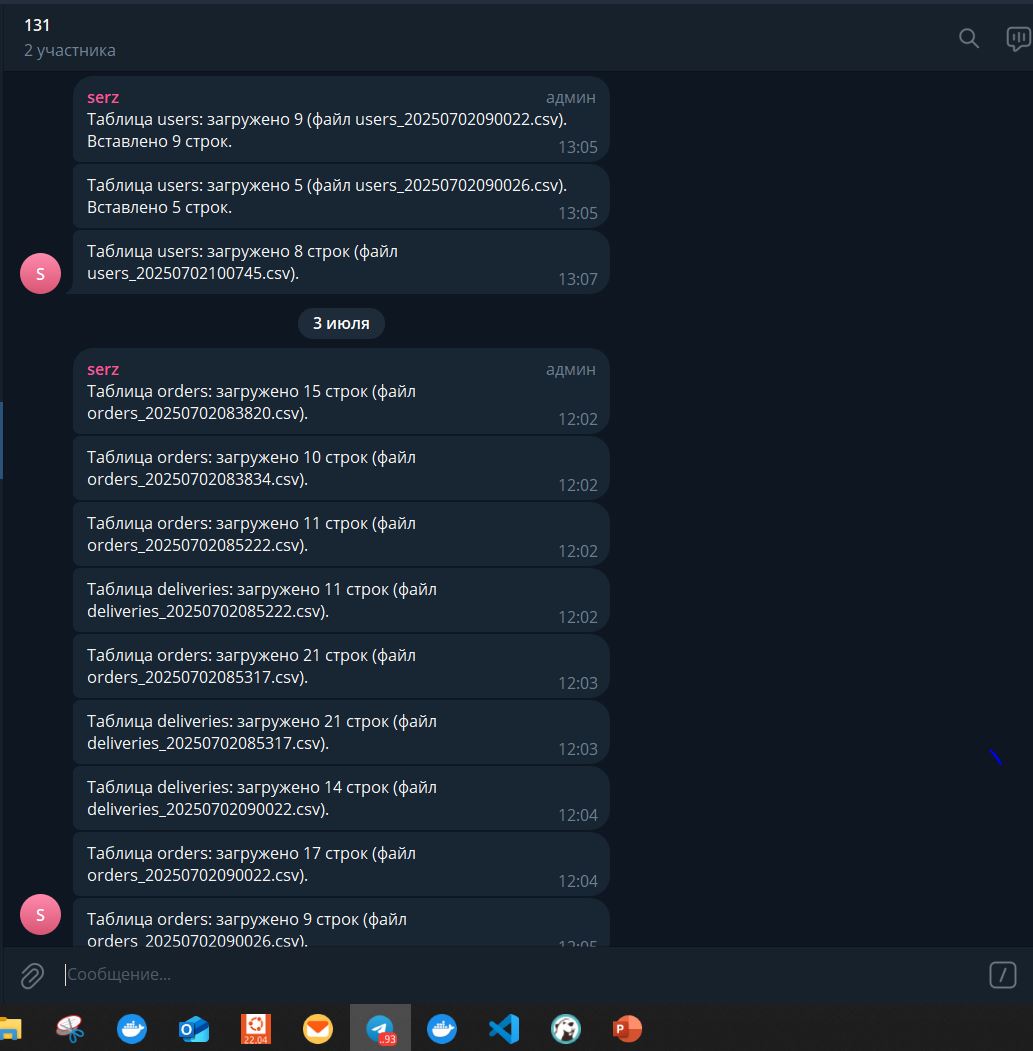 131
2 участника
serz админ
Таблица users: загружено 9 (файл users_20250702090022.csv).
Вставлено 9 строк.
13:05
Таблица users: загружено 5 (файл users_20250702090026.csv).
Вставлено 5 строк.
13:05
Таблица users: загружено 8 строк (файл
users_20250702100745.csv).
13:07
S
3 июля
serz админ
Таблица orders: загружено 15 строк (файл
orders_20250702083820.csv).
12:02
Таблица orders: загружено 10 строк (файл
orders_20250702083834.csv).
12:02
Таблица orders: загружено 11 строк (файл
orders_20250702085222.csv).
12:02
Таблица deliveries: загружено 11 строк (файл
deliveries_20250702085222.csv).
12:02
Таблица orders: загружено 21 строк (файл
orders_20250702085317.csv).
12:03
Таблица deliveries: загружено 21 строк (файл
deliveries_20250702085317.csv).
12:03
Таблица deliveries: загружено 14 строк (файл
deliveries_20250702090022.csv).
12:04
Таблица orders: загружено 17 строк (файл
orders_20250702090022.csv).
12:04
S
Таблица orders: загружено 9 строк (файл
orders_20250702090026.csv).
12:05
Сообщение...
22.04
..93